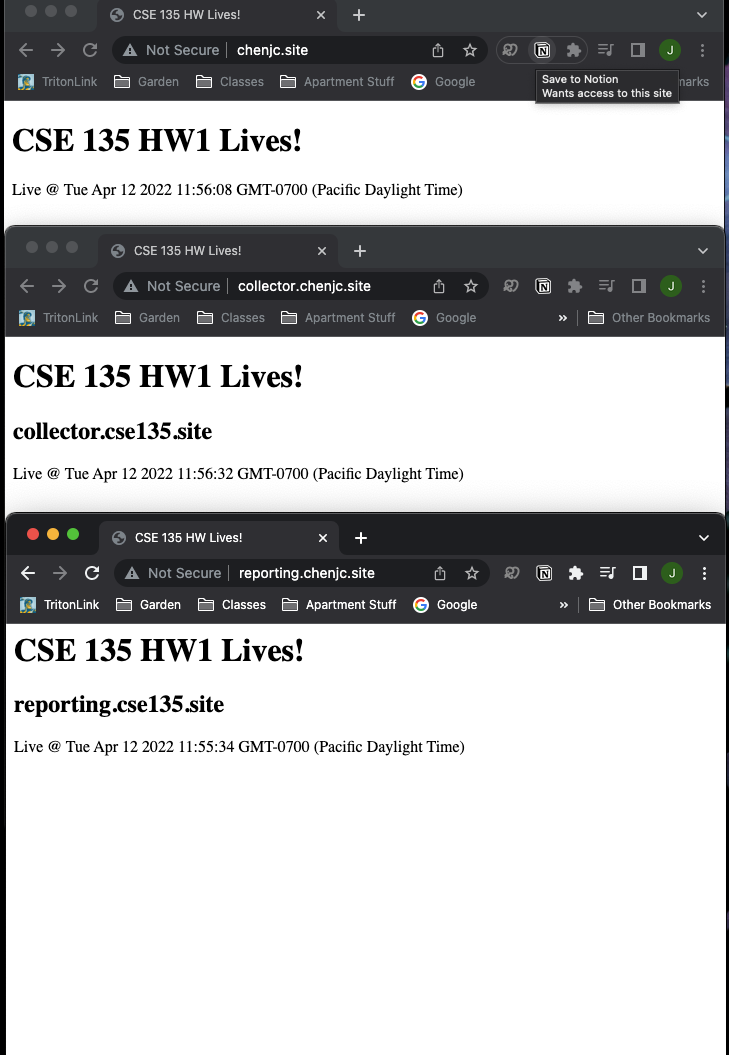 CSE 135 HW Lives!
Not Secure chenjc.site
J
TritonLink Garden Classes Apartment Stuff Google marks
Save to Notion
Wants access to this site
CSE 135 HW1 Lives!
Live @ Tue Apr 12 2022 11:56:08 GMT-0700 (Pacific Daylight Time)
CSE 135 HW Lives!
Not Secure collector.chenjc.site
J
TritonLink Garden Classes Apartment Stuff Google » Other Bookmarks
CSE 135 HW1 Lives!
collector.cse135.site
Live @ Tue Apr 12 2022 11:56:32 GMT-0700 (Pacific Daylight Time)
CSE 135 HW Lives!
Not Secure reporting.chenjc.site
J
TritonLink Garden Classes Apartment Stuff Google » Other Bookmarks
CSE 135 HW1 Lives!
reporting.cse135.site
Live @ Tue Apr 12 2022 11:55:34 GMT-0700 (Pacific Daylight Time)